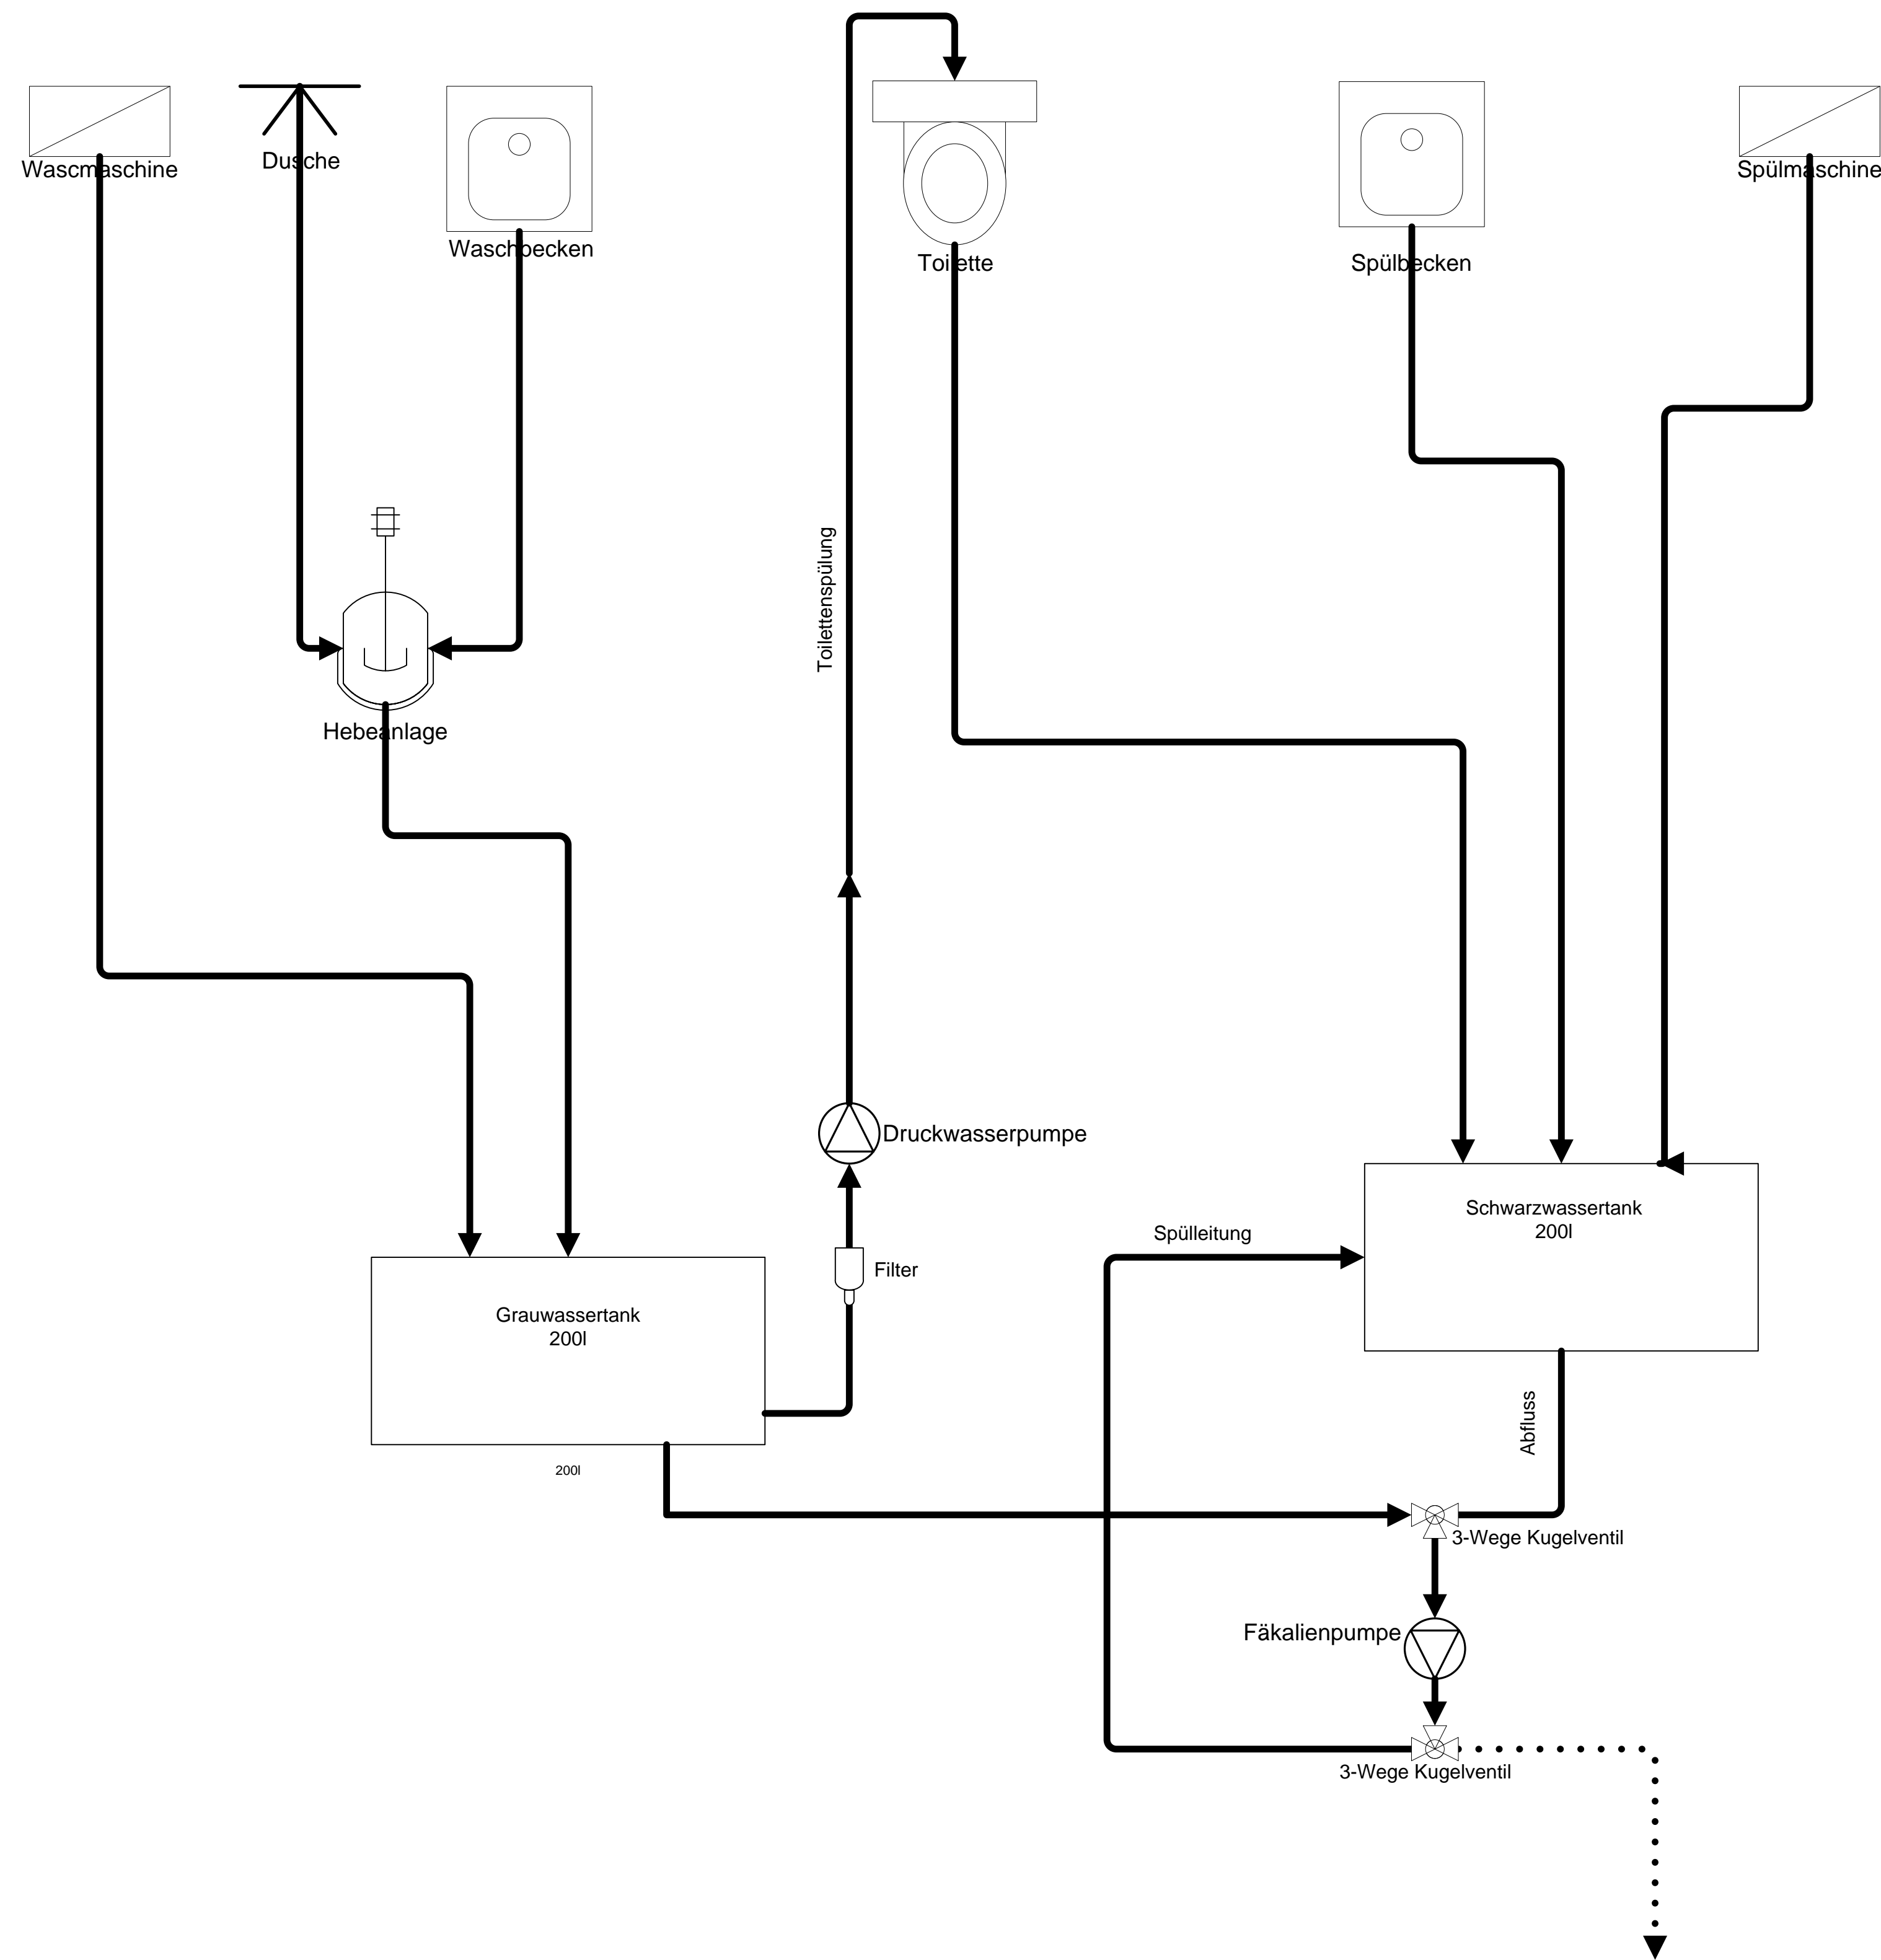 Wascmaschine
Dusche
Waschbecken
Toilette
Spülbecken
Spülmaschine
Toilettenspülung
Hebeanlage
Druckwasserpumpe
Schwarzwassertank
200l
Spülleitung
Filter
Grauwassertank
200l
Abfluss
200l
3-Wege Kugelventil
Fäkalienpumpe
3-Wege Kugelventil